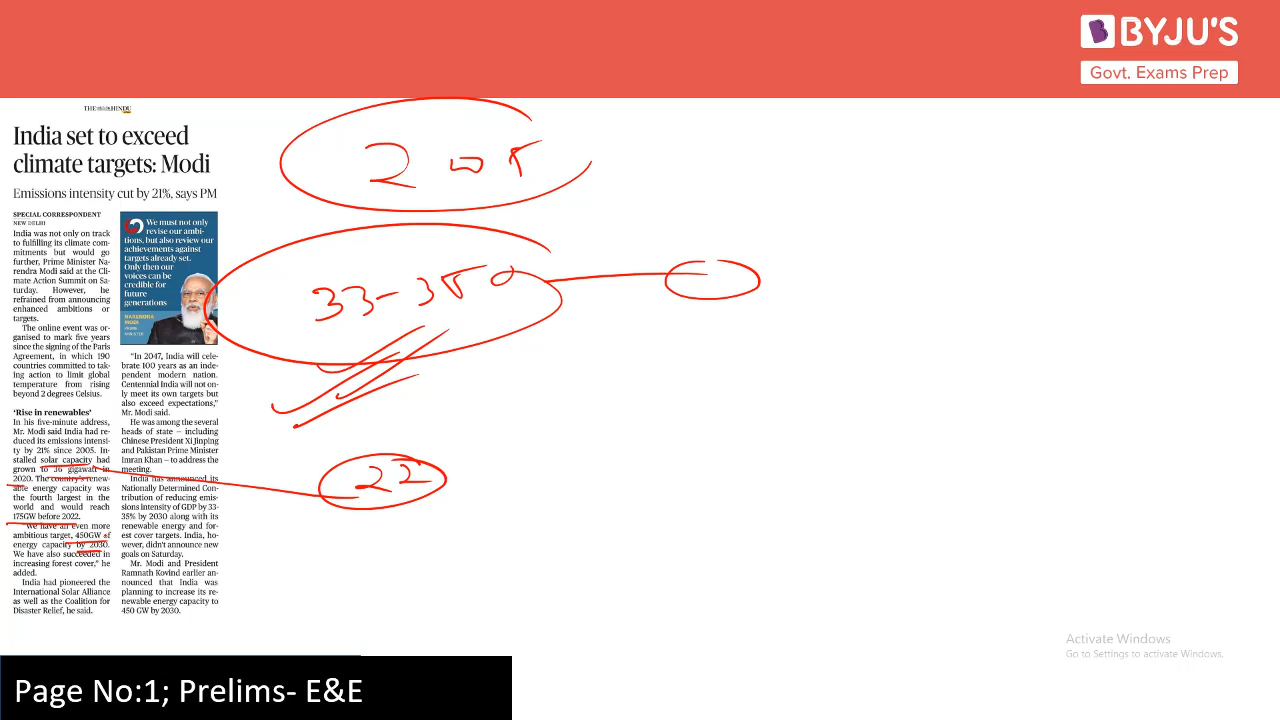 BYJU'S
Govt. Exams Prep
THE HINDU
India set to exceed
climate targets: Modi
Emissions intensity cut by 21%, says PM
SPECIAL CORRESPONDENT
NEW DELHI
India was not only on track
to fulfilling its climate com-
mitments but would go
further, Prime Minister Na-
rendra Modi said at the Cli-
mate Action Summit on Sa-
turday. However, he
refrained from announcing
enhanced ambitions or
targets.
The online event was or-
ganised to mark five years
since the signing of the Paris
Agreement, in which 190
countries committed to tak-
ing action to limit global
temperature from rising
beyond 2 degrees Celsius.
'Rise in renewables'
In his five-minute address,
Mr. Modi said India had re-
duced its emissions intensi-
ty by 21% since 2005. In-
stalled solar capacity had
grown to 36 gigawatt in
2020. The country's renew-
able energy capacity was
the fourth largest in the
world and would reach
175GW before 2022.
"We have an even more
ambitious target, 450GW of
energy capacity by 2030.
We have also succeeded in
increasing forest cover," he
added.
India had pioneered the
International Solar Alliance
as well as the Coalition for
Disaster Relief, he said.
We must not only
revise our ambi-
tions, but also review our
achievements against
targets already set.
Only then our
voices can be
credible for
future
generations
NARENDRA
MODI
PRIME
MINISTER
"In 2047, India will cele-
brate 100 years as an inde-
pendent modern nation.
Centennial India will not on-
ly meet its own targets but
also exceed expectations,"
Mr. Modi said.
He was among the several
heads of state – including
Chinese President Xi Jinping
and Pakistan Prime Minister
Imran Khan – to address the
meeting.
India has announced its
Nationally Determined Con-
tribution of reducing emis-
sions intensity of GDP by 33-
35% by 2030 along with its
renewable energy and for-
est cover targets. India, ho-
wever, didn't announce new
goals on Saturday.
Mr. Modi and President
Ramnath Kovind earlier an-
nounced that India was
planning to increase its re-
newable energy capacity to
450 GW by 2030.
2005
33-35%
22
Activate Windows
Go to Settings to activate Windows.
Page No:1; Prelims- E&E